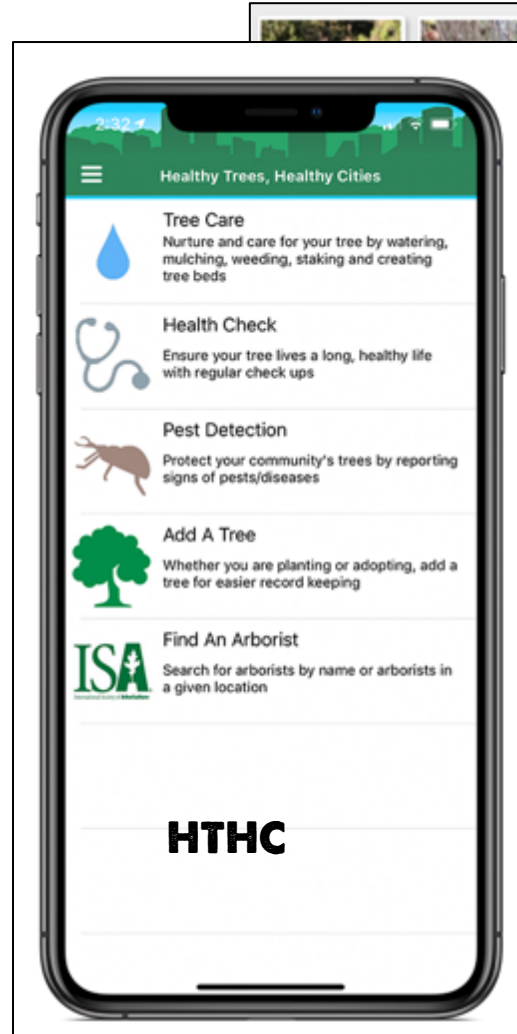 2:32
Healthy Trees, Healthy Cities
Tree Care
Nurture and care for your tree by watering,
mulching, weeding, staking and creating
tree beds
Health Check
Ensure your tree lives a long, healthy life
with regular check ups
Pest Detection
Protect your community's trees by reporting
signs of pests/diseases
Add A Tree
Whether you are planting or adopting, add a
tree for easier record keeping
Find An Arborist
ISA
Search for arborists by name or arborists in
a given location
International Society of Arboriculture
HTHC